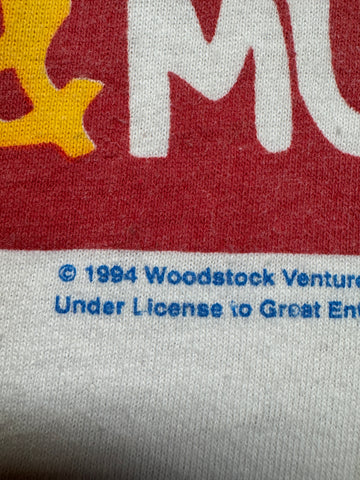 & MU
© 1994 Woodstock Venture
Under License to Great Ent